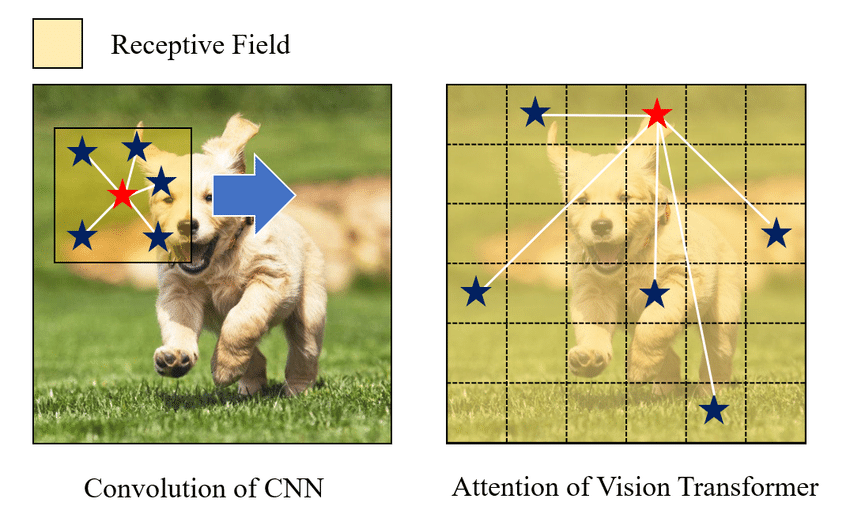 Receptive Field
Convolution of CNN
Attention of Vision Transformer